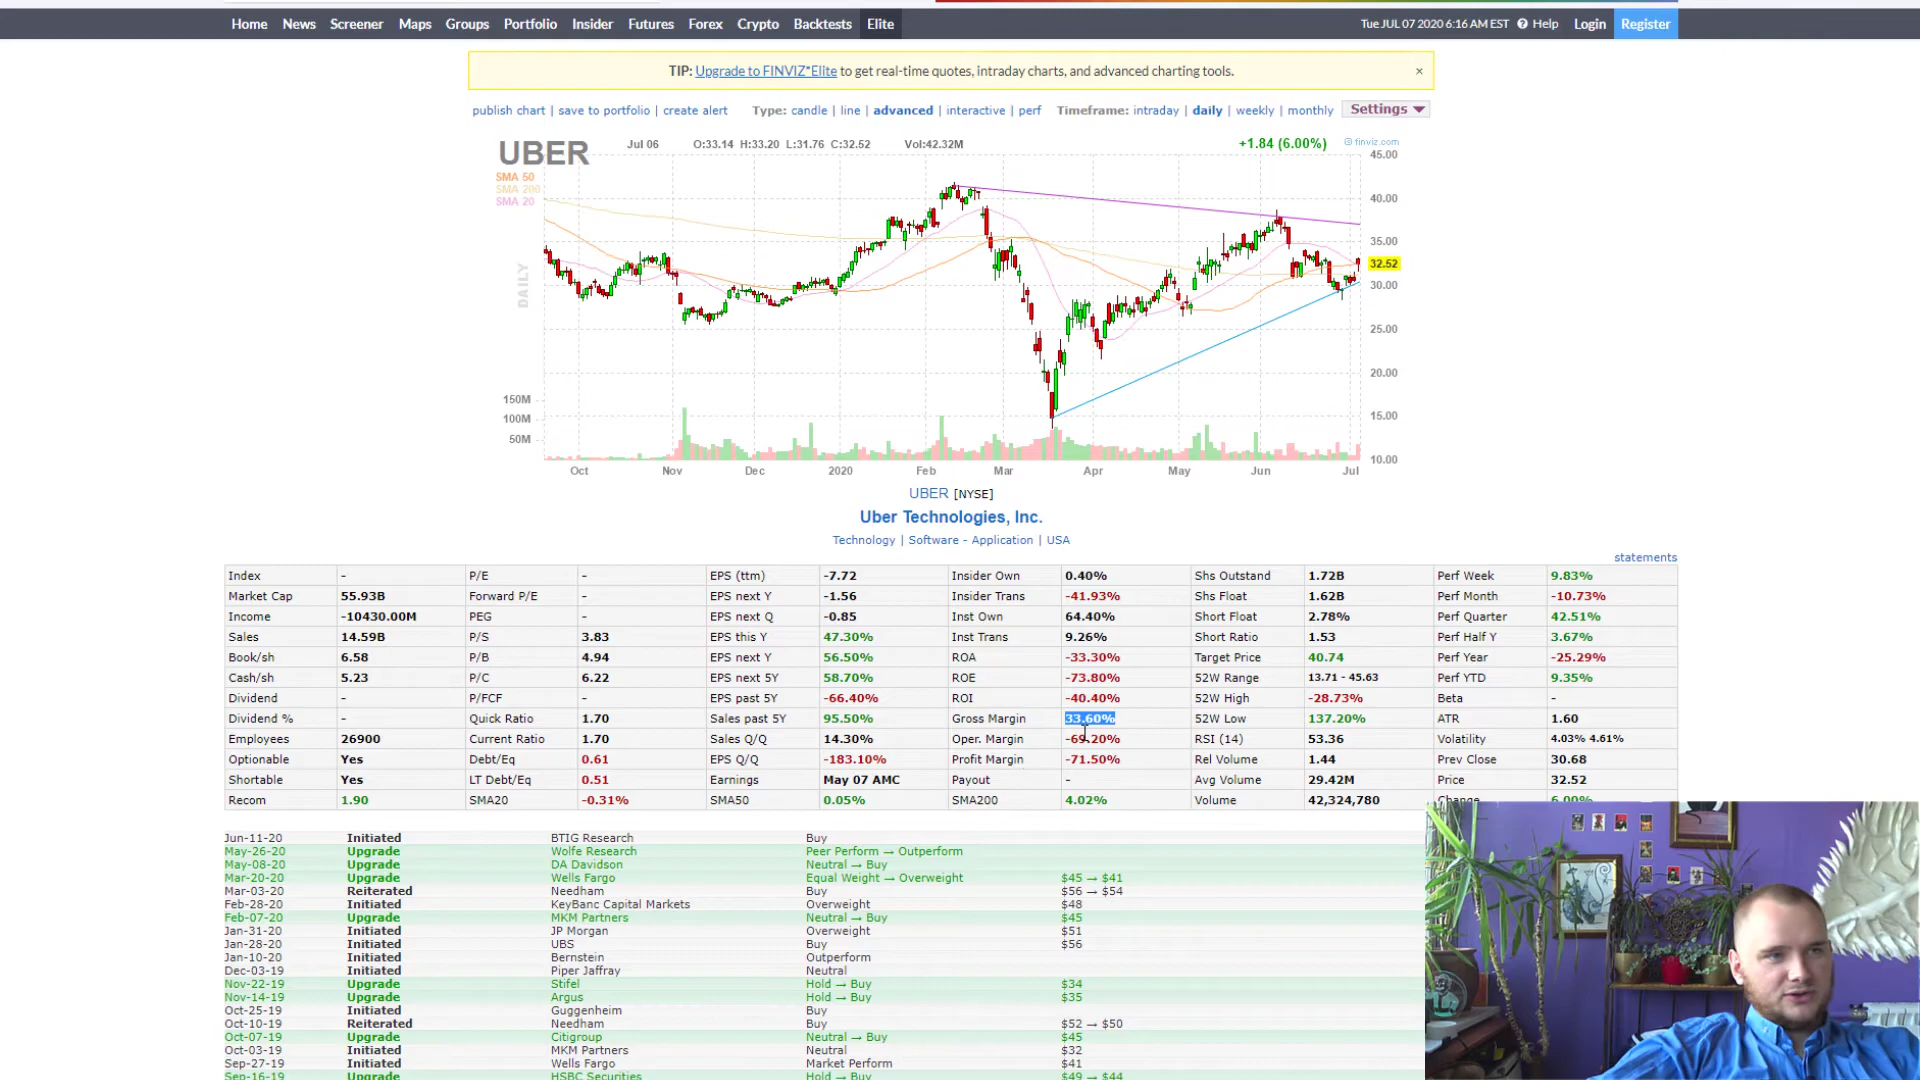 Home News Screener Maps Groups Portfolio Insider Futures Forex Crypto Backtests Elite Tue JUL 07 2020 6:16 AM EST Help Login Register
TIP: Upgrade to FINVIZ*Elite to get real-time quotes, intraday charts, and advanced charting tools. ×
publish chart | save to portfolio | create alert Type: candle | line | advanced | interactive | perf Timeframe: intraday | daily | weekly | monthly Settings
UBER Jul 06 O:33.14 H:33.20 L:31.76 C:32.52 Vol:42.32M +1.84 (6.00%) © finviz.com
45.00
SMA 50
SMA 200
SMA 20
40.00
35.00
32.52
DAILY
30.00
25.00
20.00
150M
15.00
100M
50M
10.00
Oct Nov Dec 2020 Feb Mar Apr May Jun Jul
UBER [NYSE]
Uber Technologies, Inc.
Technology | Software - Application | USA
statements
Index - P/E - EPS (ttm) -7.72 Insider Own 0.40% Shs Outstand 1.72B Perf Week 9.83%
Market Cap 55.93B Forward P/E - EPS next Y -1.56 Insider Trans -41.93% Shs Float 1.62B Perf Month -10.73%
Income -10430.00M PEG - EPS next Q -0.85 Inst Own 64.40% Short Float 2.78% Perf Quarter 42.51%
Sales 14.59B P/S 3.83 EPS this Y 47.30% Inst Trans 9.26% Short Ratio 1.53 Perf Half Y 3.67%
Book/sh 6.58 P/B 4.94 EPS next Y 56.50% ROA -33.30% Target Price 40.74 Perf Year -25.29%
Cash/sh 5.23 P/C 6.22 EPS next 5Y 58.70% ROE -73.80% 52W Range 13.71 - 45.63 Perf YTD 9.35%
Dividend - P/FCF - EPS past 5Y -66.40% ROI -40.40% 52W High -28.73% Beta -
Dividend % - Quick Ratio 1.70 Sales past 5Y 95.50% Gross Margin 33.60% 52W Low 137.20% ATR 1.60
Employees 26900 Current Ratio 1.70 Sales Q/Q 14.30% Oper. Margin -69.20% RSI (14) 53.36 Volatility 4.03% 4.61%
Optionable Yes Debt/Eq 0.61 EPS Q/Q -183.10% Profit Margin -71.50% Rel Volume 1.44 Prev Close 30.68
Shortable Yes LT Debt/Eq 0.51 Earnings May 07 AMC Payout - Avg Volume 29.42M Price 32.52
Recom 1.90 SMA20 -0.31% SMA50 0.05% SMA200 4.02% Volume 42,324,780 Change 6.00%
Jun-11-20 Initiated BTIG Research Buy
May-26-20 Upgrade Wolfe Research Peer Perform → Outperform
May-08-20 Upgrade DA Davidson Neutral → Buy
Mar-20-20 Upgrade Wells Fargo Equal Weight → Overweight $45 → $41
Mar-03-20 Reiterated Needham Buy $56 → $54
Feb-28-20 Initiated KeyBanc Capital Markets Overweight $48
Feb-07-20 Upgrade MKM Partners Neutral → Buy $45
Jan-31-20 Initiated JP Morgan Overweight $51
Jan-28-20 Initiated UBS Buy $56
Jan-10-20 Initiated Bernstein Outperform
Dec-03-19 Initiated Piper Jaffray Neutral
Nov-22-19 Upgrade Stifel Hold → Buy $34
Nov-14-19 Upgrade Argus Hold → Buy $35
Oct-25-19 Initiated Guggenheim Buy
Oct-10-19 Reiterated Needham Buy $52 → $50
Oct-07-19 Upgrade Citigroup Neutral → Buy $45
Oct-03-19 Initiated MKM Partners Neutral $32
Sep-27-19 Initiated Wells Fargo Market Perform $41
Sep-16-19 Upgrade HSBC Securities Hold → Buy $49 → $44